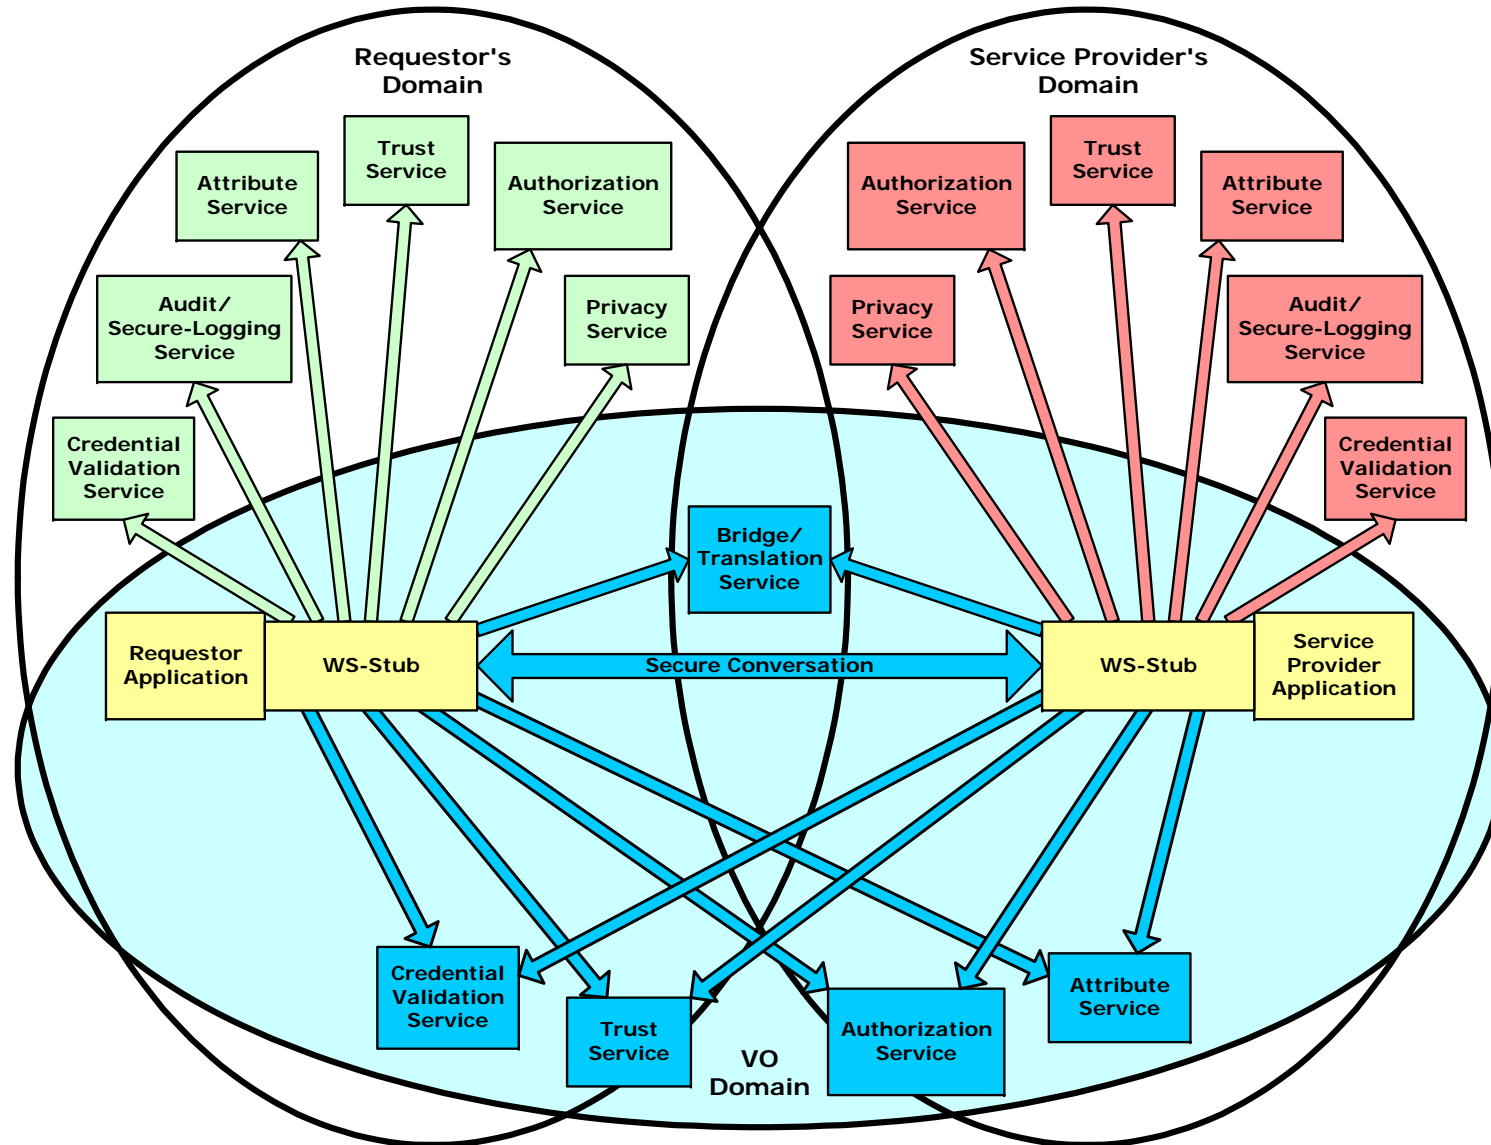 Requestor's
Domain
Service Provider's
Domain
Trust
Service
Attribute
Service
Authorization
Service
Audit/
Secure-Logging
Service
Privacy
Service
Credential
Validation
Service
Authorization
Service
Trust
Service
Attribute
Service
Privacy
Service
Audit/
Secure-Logging
Service
Credential
Validation
Service
Bridge/
Translation
Service
Requestor
Application
WS-Stub
Secure Conversation
WS-Stub
Service
Provider
Application
Credential
Validation
Service
Trust
Service
Authorization
Service
Attribute
Service
VO
Domain